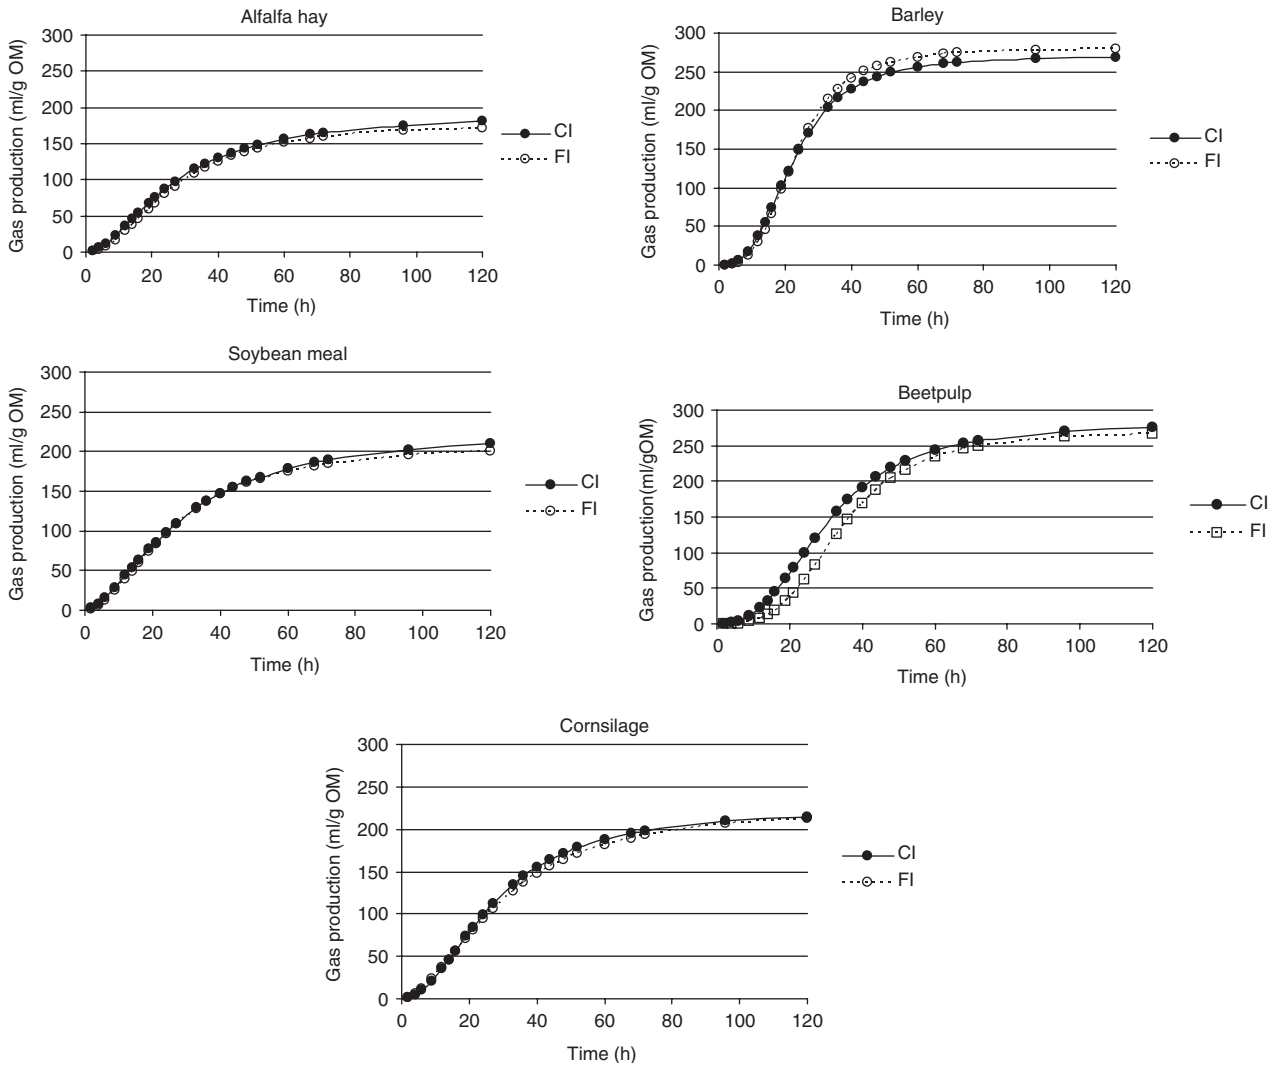 Alfalfa hay
Gas production (ml/g OM)
300
250
200
150
100
50
0
0 20 40 60 80 100 120
Time (h)
CI
FI
Barley
Gas production (ml/g OM)
300
250
200
150
100
50
0
0 20 40 60 80 100 120
Time (h)
CI
FI
Soybean meal
Gas production (ml/g OM)
300
250
200
150
100
50
0
0 20 40 60 80 100 120
Time (h)
CI
FI
Beetpulp
Gas production(ml/gOM)
300
250
200
150
100
50
0
0 20 40 60 80 100 120
Time (h)
CI
FI
Cornsilage
Gas production (ml/g OM)
300
250
200
150
100
50
0
0 20 40 60 80 100 120
Time (h)
CI
FI